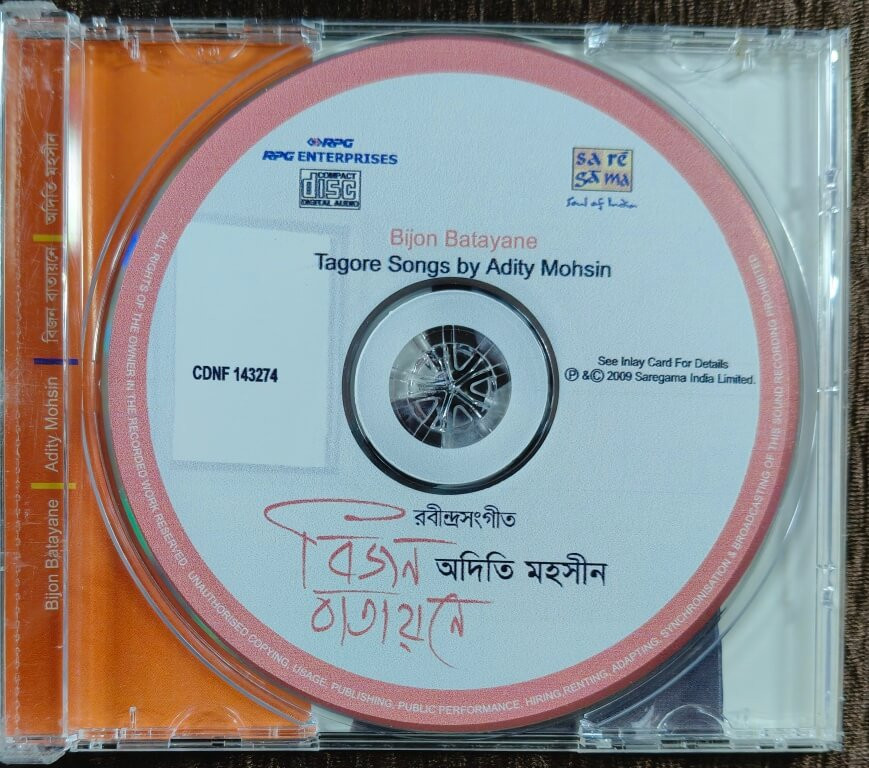 Bijon Batayane Adity Mohsin বিজন বাতায়নে অদিতি মহসীন
RPG
RPG ENTERPRISES
COMPACT
disc
DIGITAL AUDIO
sa re
ga ma
Soul of India
Bijon Batayane
Tagore Songs by Adity Mohsin
CDNF 143274
See Inlay Card For Details
Ⓟ &© 2009 Saregama India Limited.
রবীন্দ্রসংগীত
বিজন
অদিতি মহসীন
বাতায়নে
ALL RIGHTS OF THE OWNER IN THE RECORDED WORK RESERVED. UNAUTHORISED COPYING, USAGE, PUBLISHING, PUBLIC PERFORMANCE, HIRING RENTING, ADAPTING, SYNCHRONISATION & BROADCASTING OF THIS SOUND RECORDING PROHIBITED